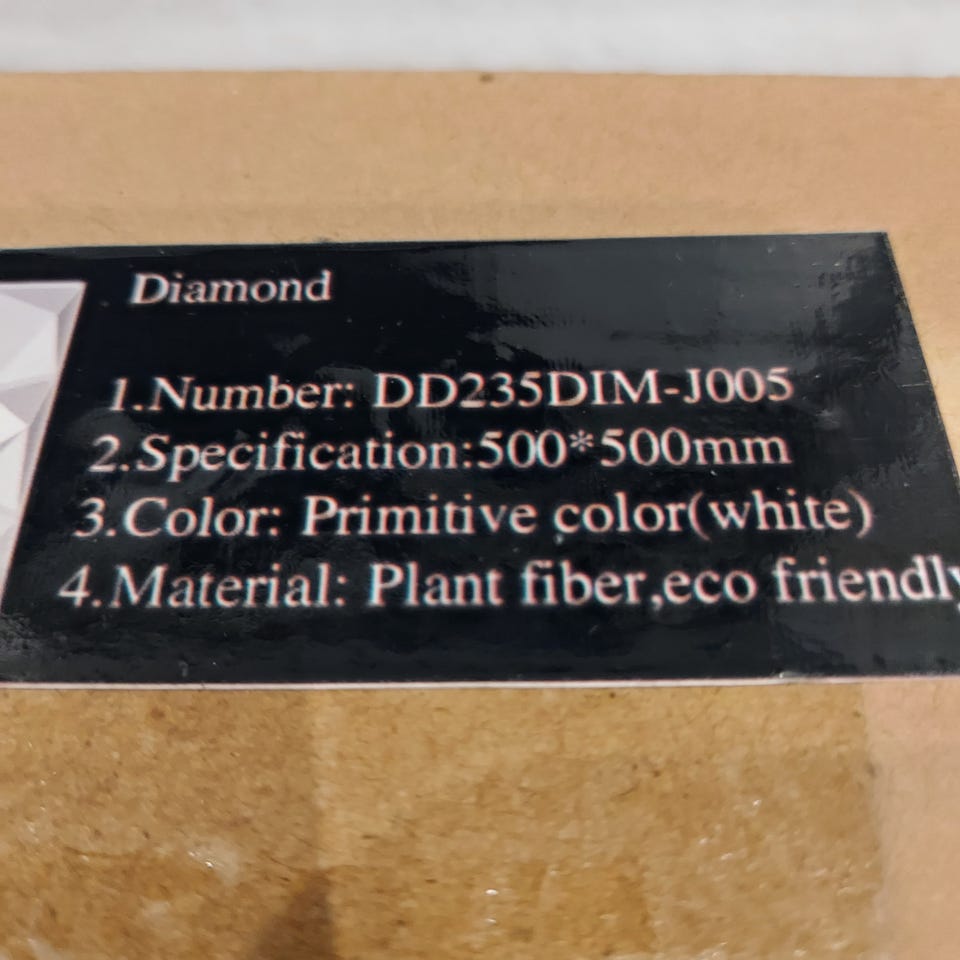 Diamond
1.Number: DD235DIM-J005
2.Specification:500*500mm
3.Color: Primitive color(white)
4.Material: Plant fiber,eco friendly